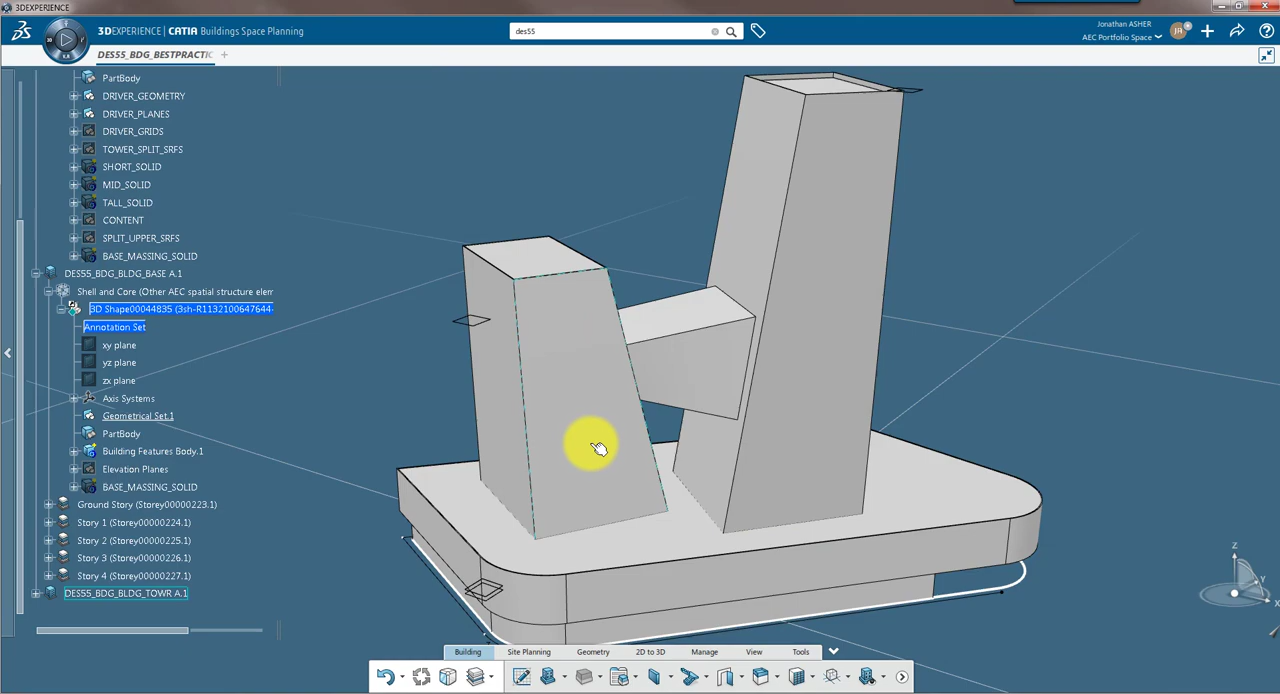 3DEXPERIENCE
3DEXPERIENCE | CATIA Buildings Space Planning
des55
Jonathan ASHER
AEC Portfolio Space
JA
DES55_BDG_BESTPRACTIC
PartBody
DRIVER_GEOMETRY
DRIVER_PLANES
DRIVER_GRIDS
TOWER_SPLIT_SRFS
SHORT_SOLID
MID_SOLID
TALL_SOLID
CONTENT
SPLIT_UPPER_SRFS
BASE_MASSING_SOLID
DES55_BDG_BLDG_BASE A.1
Shell and Core (Other AEC spatial structure elem
3D Shape00044835 (3sh-R1132100647644-
Annotation Set
xy plane
yz plane
zx plane
Axis Systems
Geometrical Set.1
PartBody
Building Features Body.1
Elevation Planes
BASE_MASSING_SOLID
Ground Story (Storey00000223.1)
Story 1 (Storey00000224.1)
Story 2 (Storey00000225.1)
Story 3 (Storey00000226.1)
Story 4 (Storey00000227.1)
DES55_BDG_BLDG_TOWR A.1
Z
Y
X
Building Site Planning Geometry 2D to 3D Manage View Tools